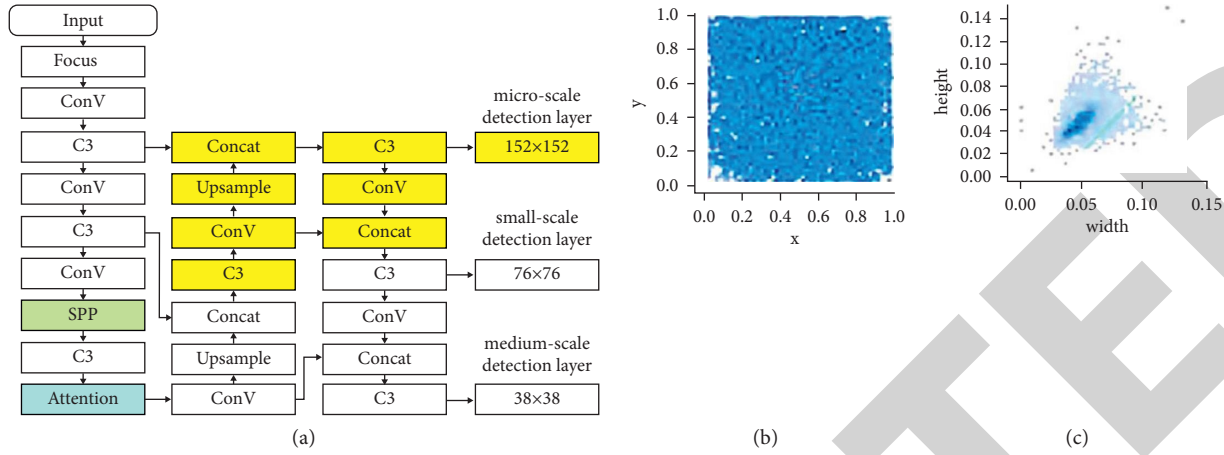 Input
Focus
ConV
C3
ConV
C3
ConV
SPP
C3
Attention
Concat
Upsample
ConV
C3
Concat
Upsample
ConV
C3
ConV
Concat
C3
ConV
Concat
C3
micro-scale
detection layer
152×152
small-scale
detection layer
76×76
medium-scale
detection layer
38×38
(a)
1.0
0.8
0.6
0.4
0.2
0.0
y
0.0 0.2 0.4 0.6 0.8 1.0
x
(b)
0.14
0.12
0.10
0.08
0.06
0.04
0.02
0.00
height
0.00 0.05 0.10 0.15
width
(c)